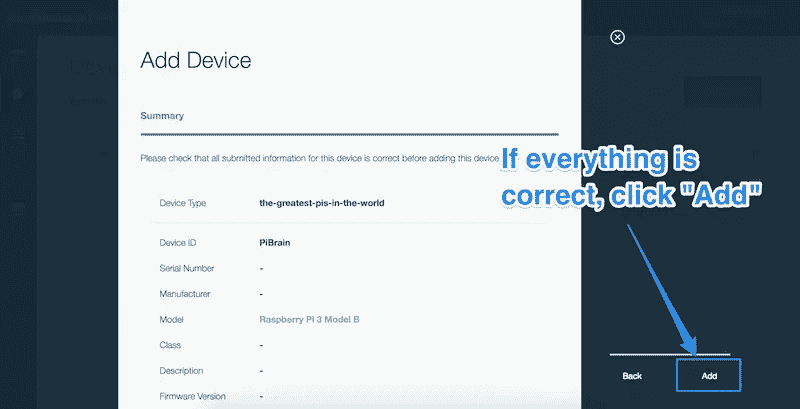 Add Device
Summary
Please check that all submitted information for this device is correct before adding this device.
If everything is
correct, click "Add"
Device Type the-greatest-pis-in-the-world
Device ID PiBrain
Serial Number -
Manufacturer -
Model Raspberry Pi 3 Model B
Class -
Description -
Firmware Version -
Back Add